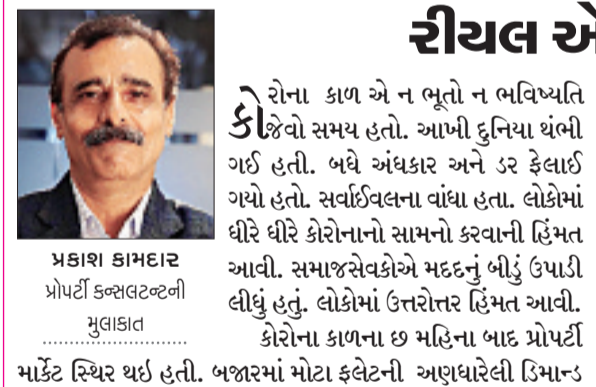 રીયલ એ
કોરોના કાળ એ ન ભૂતો ન ભવિષ્યતિ
જેવો સમય હતો. આખી દુનિયા થંભી
ગઈ હતી. બધે અંધકાર અને ડર ફેલાઈ
ગયો હતો. સર્વાઈવલના વાંધા હતા. લોકોમાં
ધીરે ધીરે કોરોનાનો સામનો કરવાની હિંમત
આવી. સમાજસેવકોએ મદદનું બીડું ઉપાડી
લીધું હતું. લોકોમાં ઉત્તરોત્તર હિંમત આવી.
કોરોના કાળના છ મહિના બાદ પ્રોપર્ટી
માર્કેટ સ્થિર થઇ હતી. બજારમાં મોટા ફલેટની અણધારેલી ડિમાન્ડ
પ્રકાશ કામદાર
પ્રોપર્ટી કન્સલટન્ટની
મુલાકાત